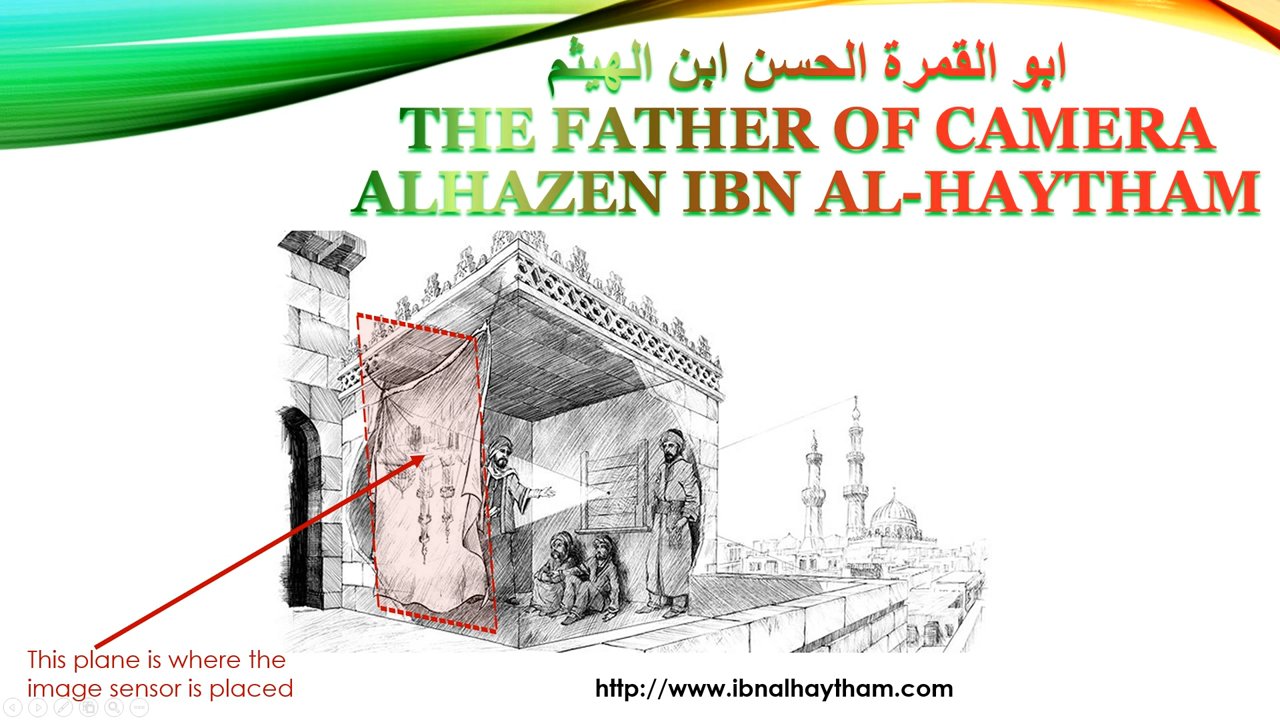 ابو القمرة الحسن ابن الهيثم
THE FATHER OF CAMERA
ALHAZEN IBN AL-HAYTHAM
This plane is where the
image sensor is placed
http://www.ibnalhaytham.com